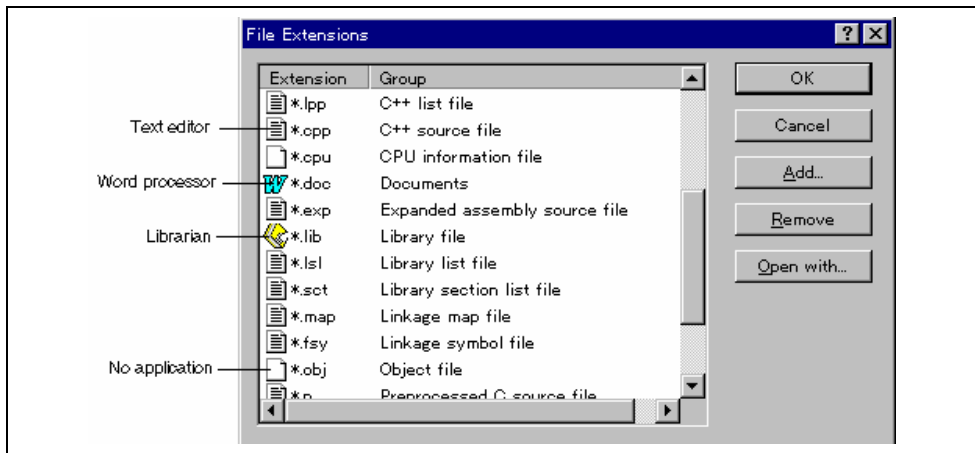 File Extensions
Extension Group
*.lpp C++ list file
Text editor *.cpp C++ source file
*.cpu CPU information file
Word processor *.doc Documents
*.exp Expanded assembly source file
Librarian *.lib Library file
*.lsl Library list file
*.sct Library section list file
*.map Linkage map file
*.fsy Linkage symbol file
No application *.obj Object file
*.p Preprocessed C source file
OK
Cancel
Add...
Remove
Open with...